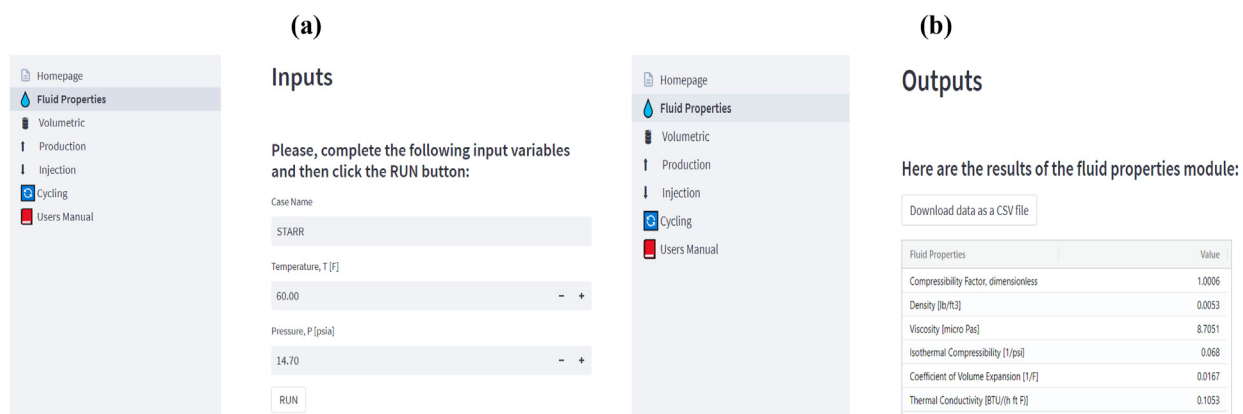 (a)
Homepage
Fluid Properties
Volumetric
Production
Injection
Cycling
Users Manual
Inputs
Please, complete the following input variables
and then click the RUN button:
Case Name
STARR
Temperature, T [F]
60.00 - +
Pressure, P [psia]
14.70 - +
RUN
(b)
Homepage
Fluid Properties
Volumetric
Production
Injection
Cycling
Users Manual
Outputs
Here are the results of the fluid properties module:
Download data as a CSV file
Fluid Properties Value
Compressibility Factor, dimensionless 1.0006
Density [lb/ft3] 0.0053
Viscosity [micro Pas] 8.7051
Isothermal Compressibility [1/psi] 0.068
Coefficient of Volume Expansion [1/F] 0.0167
Thermal Conductivity [BTU/(h ft F)] 0.1053